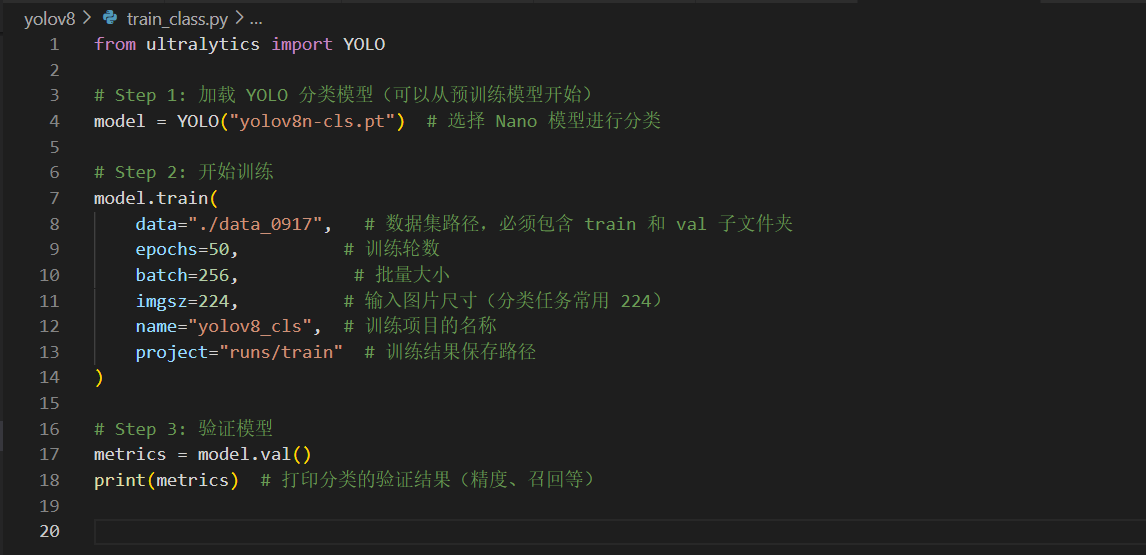 yolov8 > train_class.py > ...
1 from ultralytics import YOLO
2
3 # Step 1: 加载 YOLO 分类模型（可以从预训练模型开始）
4 model = YOLO("yolov8n-cls.pt")  # 选择 Nano 模型进行分类
5
6 # Step 2: 开始训练
7 model.train(
8     data="./data_0917",   # 数据集路径，必须包含 train 和 val 子文件夹
9     epochs=50,          # 训练轮数
10     batch=256,           # 批量大小
11     imgsz=224,          # 输入图片尺寸（分类任务常用 224）
12     name="yolov8_cls",  # 训练项目的名称
13     project="runs/train"  # 训练结果保存路径
14 )
15
16 # Step 3: 验证模型
17 metrics = model.val()
18 print(metrics)  # 打印分类的验证结果（精度、召回等）
19
20